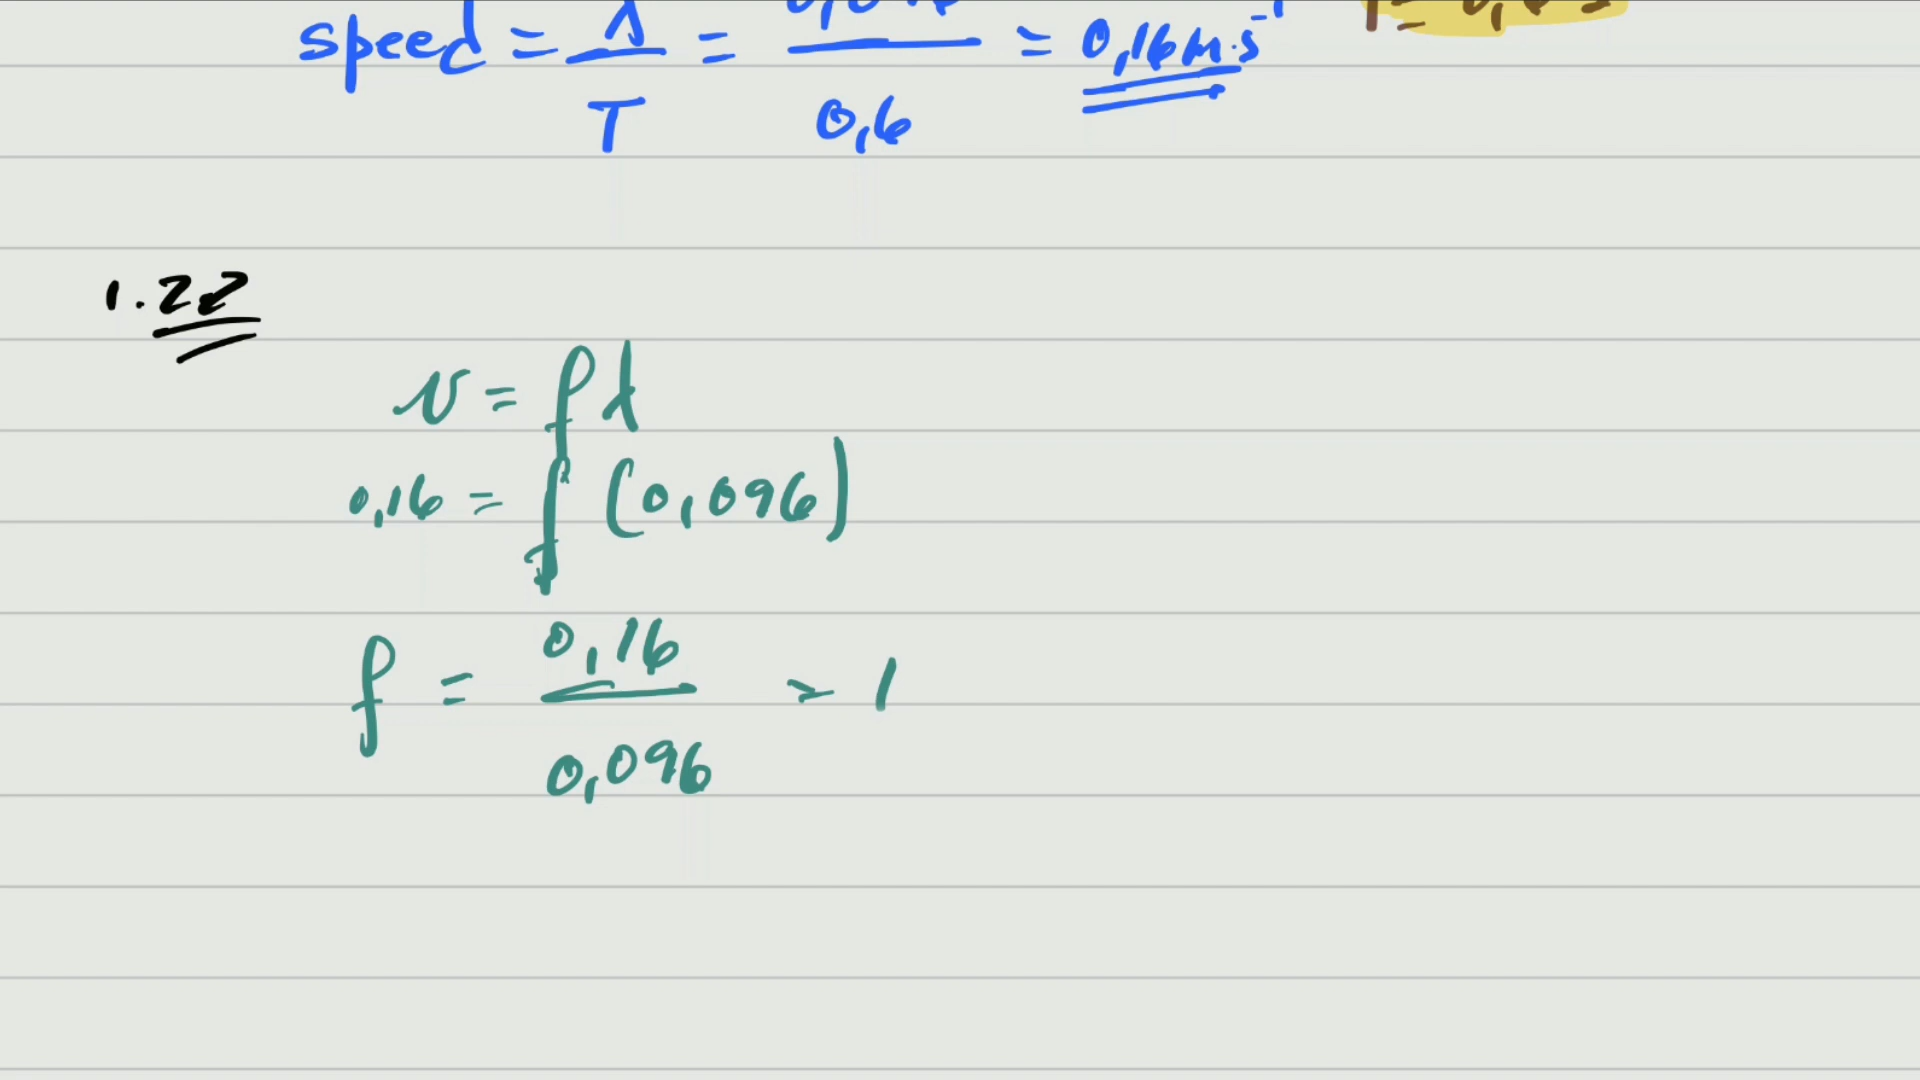 speed = λ/T = /0,6 = 0,16 m·s⁻¹
1.22
v = fλ
0,16 = f (0,096)
f = 0,16/0,096 = 1